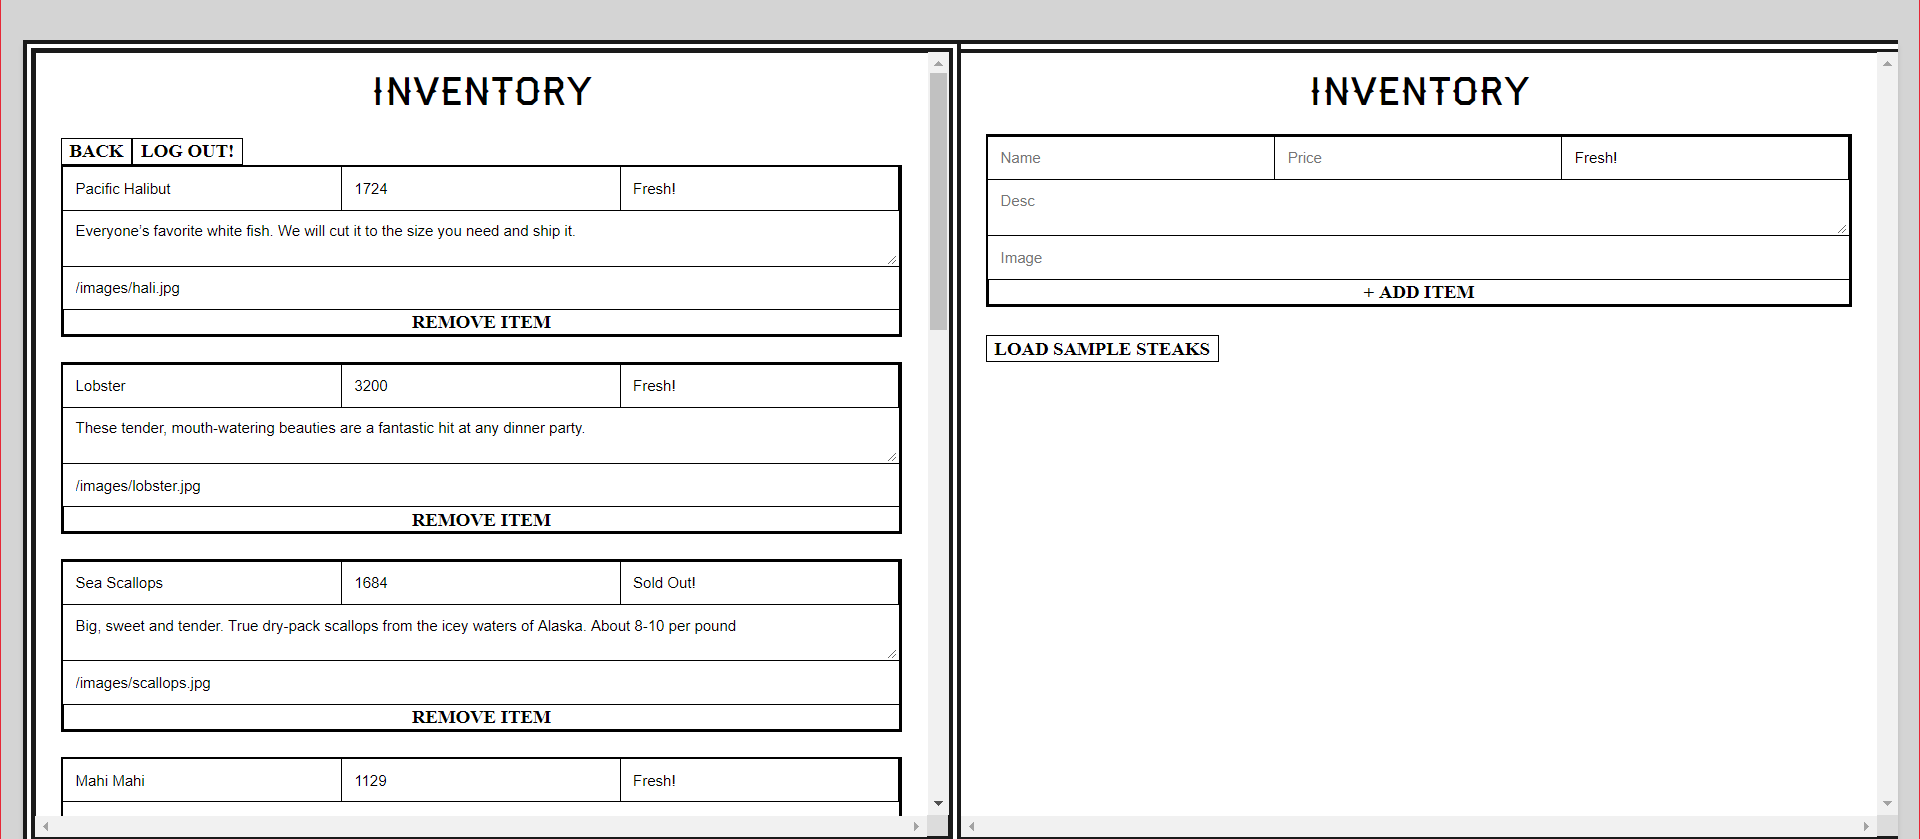 INVENTORY
BACK LOG OUT!
Pacific Halibut 1724 Fresh!
Everyone’s favorite white fish. We will cut it to the size you need and ship it.
/images/hali.jpg
REMOVE ITEM
Lobster 3200 Fresh!
These tender, mouth-watering beauties are a fantastic hit at any dinner party.
/images/lobster.jpg
REMOVE ITEM
Sea Scallops 1684 Sold Out!
Big, sweet and tender. True dry-pack scallops from the icey waters of Alaska. About 8-10 per pound
/images/scallops.jpg
REMOVE ITEM
Mahi Mahi 1129 Fresh!
INVENTORY
Name Price Fresh!
Desc
Image
+ ADD ITEM
LOAD SAMPLE STEAKS